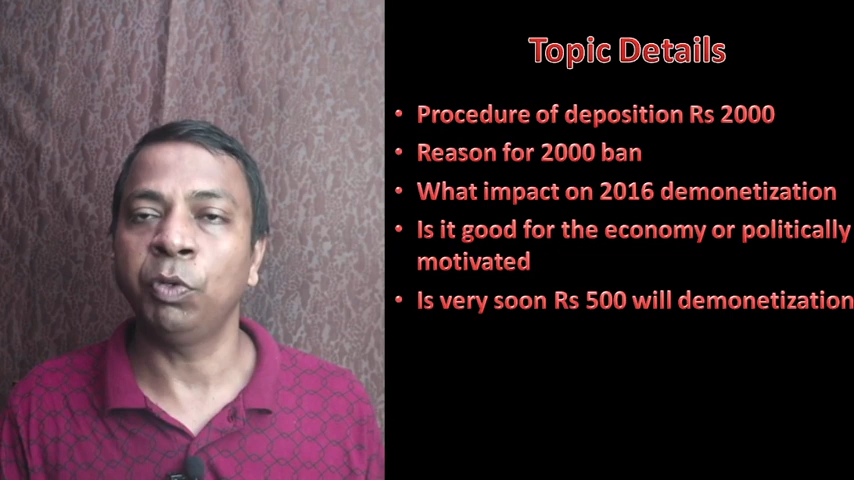 Topic Details
• Procedure of deposition Rs 2000
• Reason for 2000 ban
• What impact on 2016 demonetization
• Is it good for the economy or politically
motivated
• Is very soon Rs 500 will demonetization